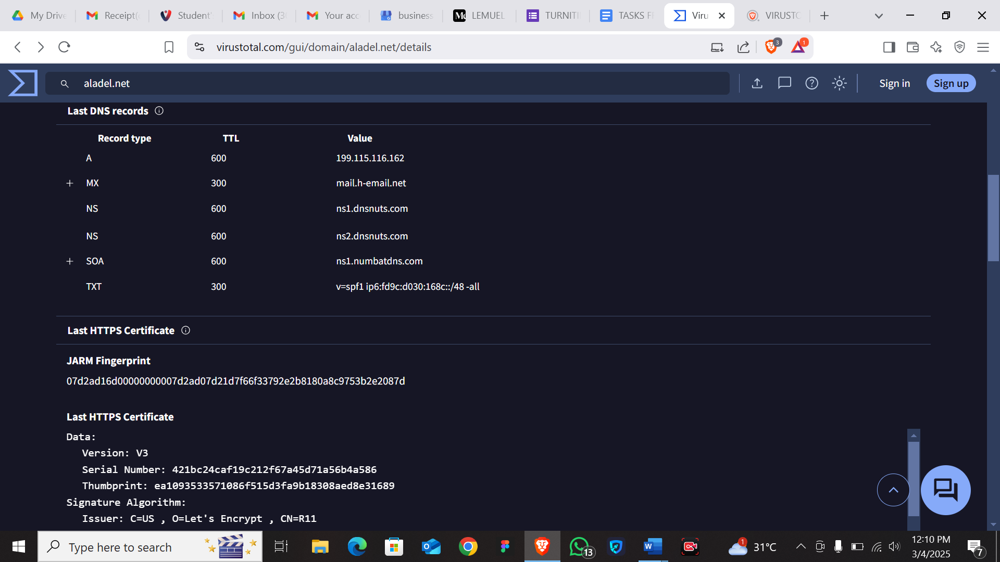 My Drive
Receipt(
Student'
Inbox (3
Your acc
business
LEMUEL
TURNITI
TASKS F
Viru
VIRUSTO
virustotal.com/gui/domain/aladel.net/details
3
1
aladel.net
Sign in
Sign up
Last DNS records
Record type TTL Value
A 600 199.115.116.162
+ MX 300 mail.h-email.net
NS 600 ns1.dnsnuts.com
NS 600 ns2.dnsnuts.com
+ SOA 600 ns1.numbatdns.com
TXT 300 v=spf1 ip6:fd9c:d030:168c::/48 -all
Last HTTPS Certificate
JARM Fingerprint
07d2ad16d00000000007d2ad07d21d7f66f33792e2b8180a8c9753b2e2087d
Last HTTPS Certificate
Data:
Version: V3
Serial Number: 421bc24caf19c212f67a45d71a56b4a586
Thumbprint: ea1093533571086f515d3fa9b18308aed8e31689
Signature Algorithm:
Issuer: C=US , O=Let's Encrypt , CN=R11
Type here to search
13
1
31°C
12:10 PM
3/4/2025
7